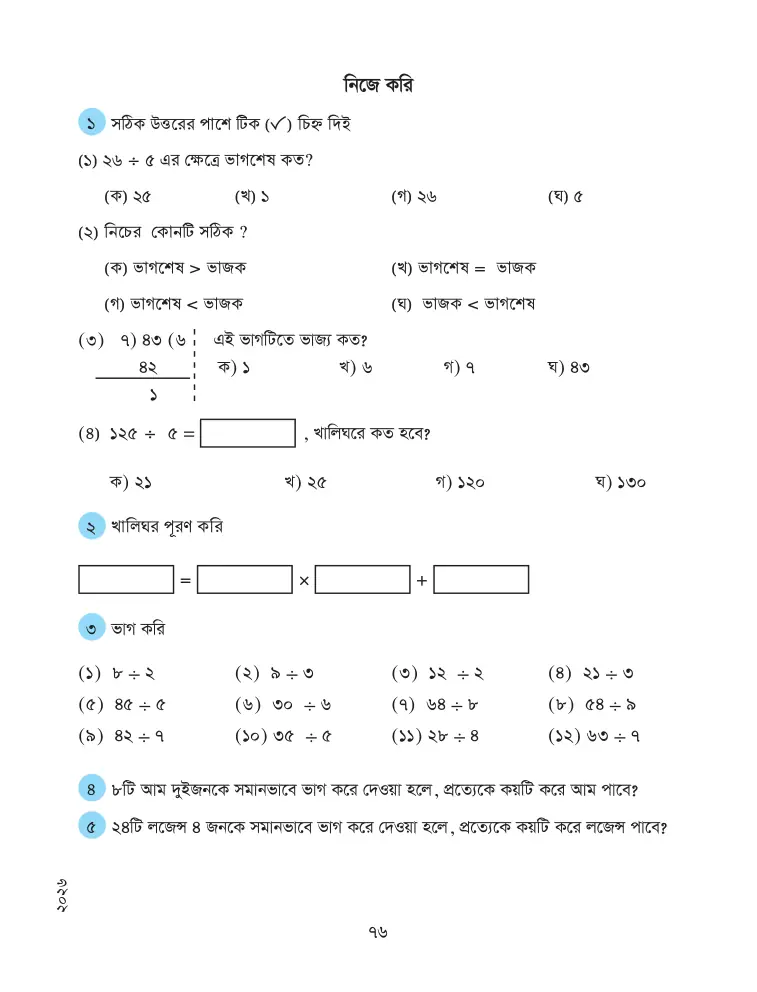 নিজে করি
১ সঠিক উত্তরের পাশে টিক (✓) চিহ্ন দিই
(১) ২৬ ÷ ৫ এর ক্ষেত্রে ভাগশেষ কত?
(ক) ২৫ (খ) ১ (গ) ২৬ (ঘ) ৫
(২) নিচের কোনটি সঠিক ?
(ক) ভাগশেষ > ভাজক (খ) ভাগশেষ = ভাজক
(গ) ভাগশেষ < ভাজক (ঘ) ভাজক < ভাগশেষ
(৩) ৭) ৪৩ (৬ এই ভাগটিতে ভাজ্য কত?
৪২ ক) ১ খ) ৬ গ) ৭ ঘ) ৪৩
১
(৪) ১২৫ ÷ ৫ = , খালিঘরে কত হবে?
ক) ২১ খ) ২৫ গ) ১২০ ঘ) ১৩০
২ খালিঘর পূরণ করি
= × +
৩ ভাগ করি
(১) ৮ ÷ ২ (২) ৯ ÷ ৩ (৩) ১২ ÷ ২ (৪) ২১ ÷ ৩
(৫) ৪৫ ÷ ৫ (৬) ৩০ ÷ ৬ (৭) ৬৪ ÷ ৮ (৮) ৫৪ ÷ ৯
(৯) ৪২ ÷ ৭ (১০) ৩৫ ÷ ৫ (১১) ২৮ ÷ ৪ (১২) ৬৩ ÷ ৭
৪ ৮টি আম দুইজনকে সমানভাবে ভাগ করে দেওয়া হলে, প্রত্যেকে কয়টি করে আম পাবে?
৫ ২৪টি লজেন্স ৪ জনকে সমানভাবে ভাগ করে দেওয়া হলে, প্রত্যেকে কয়টি করে লজেন্স পাবে?
২০২৬
৭৬